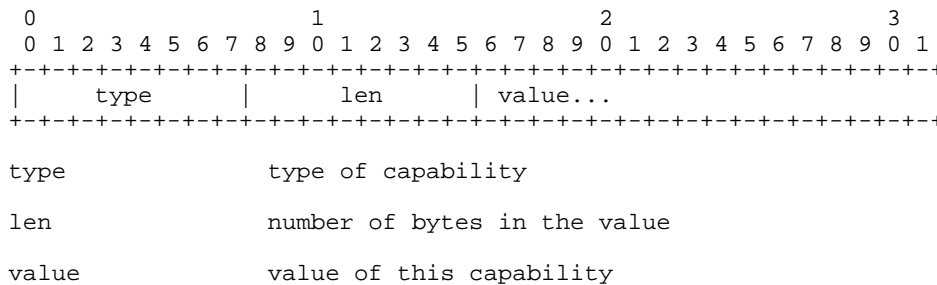 0                   1                   2                   3
 0 1 2 3 4 5 6 7 8 9 0 1 2 3 4 5 6 7 8 9 0 1 2 3 4 5 6 7 8 9 0 1
+-+-+-+-+-+-+-+-+-+-+-+-+-+-+-+-+-+-+-+-+-+-+-+-+-+-+-+-+-+-+-+-+
|     type      |      len      | value...
+-+-+-+-+-+-+-+-+-+-+-+-+-+-+-+-+-+-+-+-+-+-+-+-+-+-+-+-+-+-+-+-+
type              type of capability
len               number of bytes in the value
value             value of this capability